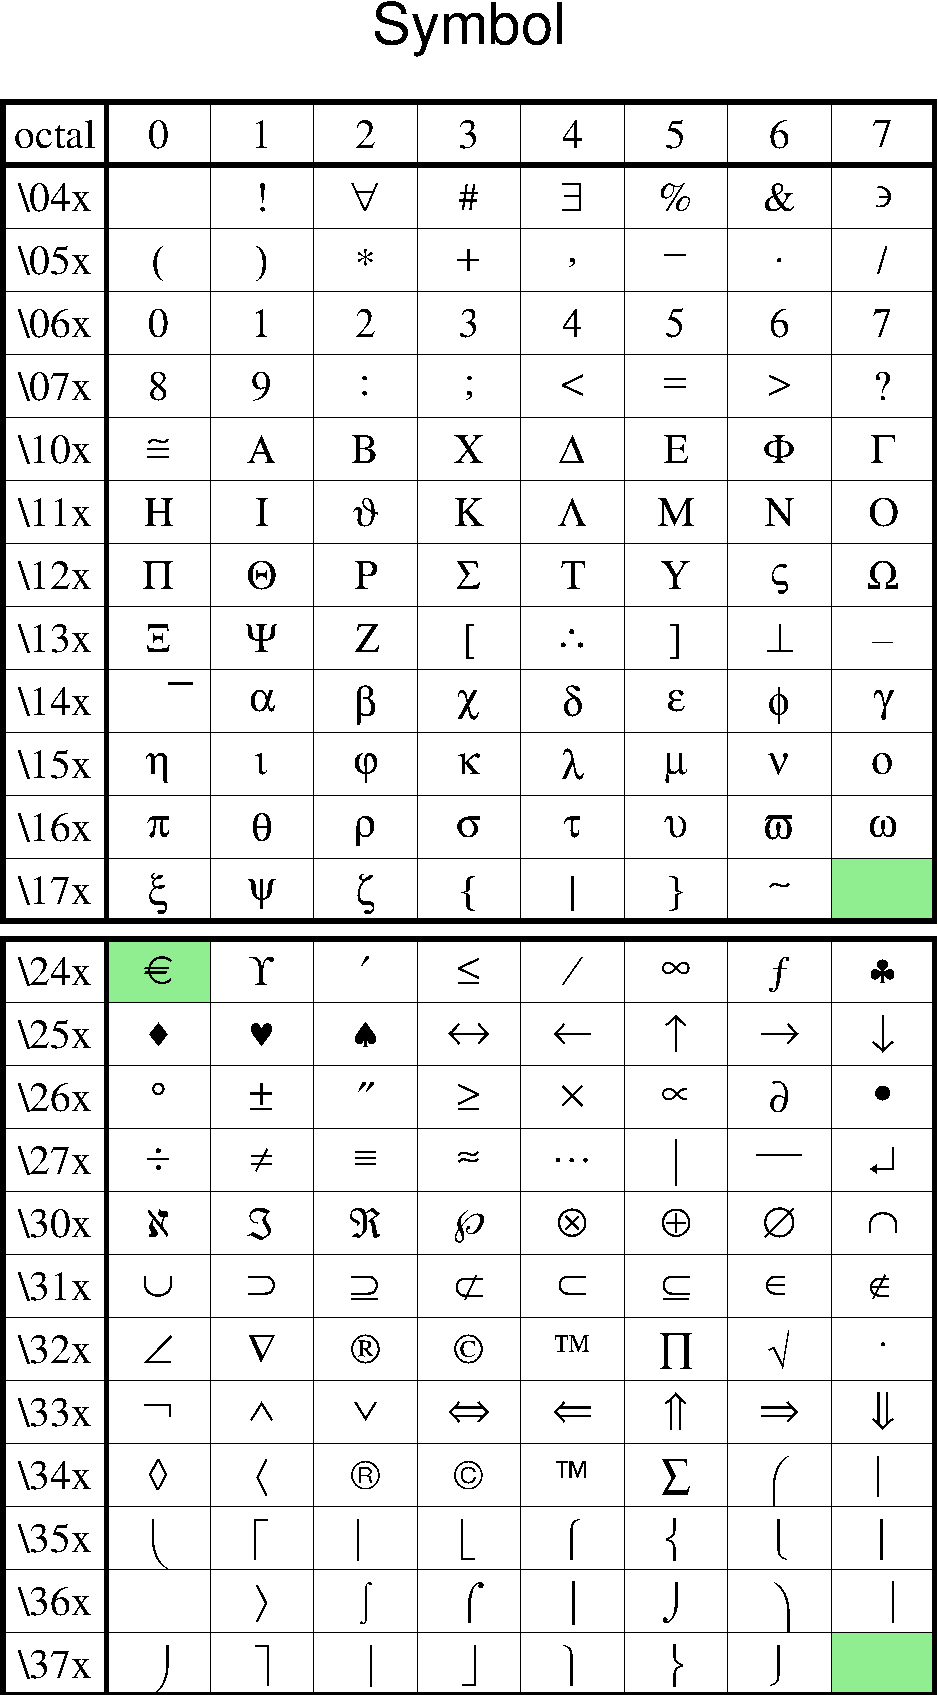 Symbol
octal 0 1 2 3 4 5 6 7
\04x ! ∀ # ∃ % & ∍
\05x ( ) ∗ + , − . /
\06x 0 1 2 3 4 5 6 7
\07x 8 9 : ; < = > ?
\10x ≅ Α Β Χ Δ Ε Φ Γ
\11x Η Ι ϑ Κ Λ Μ Ν Ο
\12x Π Θ Ρ Σ Τ Υ ς Ω
\13x Ξ Ψ Ζ [ ∴ ] ⊥ _
\14x ‾ α β χ δ ε ϕ γ
\15x η ι φ κ λ μ ν ο
\16x π θ ρ σ τ υ ϖ ω
\17x ξ ψ ζ { | } ~
\24x € ϒ ′ ≤ ⁄ ∞ ƒ ♣
\25x ♦ ♥ ♠ ↔ ← ↑ → ↓
\26x ° ± ″ ≥ × ∝ ∂ •
\27x ÷ ≠ ≡ ≈ … ⏐ ⎯ ↵
\30x ℵ ℑ ℜ ℘ ⊗ ⊕ ∅ ∩
\31x ∪ ⊃ ⊇ ⊄ ⊂ ⊆ ∈ ∉
\32x ∠ ∇ ® © ™ ∏ √ ⋅
\33x ¬ ∧ ∨ ⇔ ⇐ ⇑ ⇒ ⇓
\34x ◊ 〈 ® © ™ ∑ ⎛ ⎜
\35x ⎝ ⎡ ⎢ ⎣ ⎧ ⎨ ⎩ ⎪
\36x 〉 ∫ ⌠ ⎮ ⌡ ⎞ ⎟
\37x ⎠ ⎤ ⎥ ⎦ ⎫ ⎬ ⎭